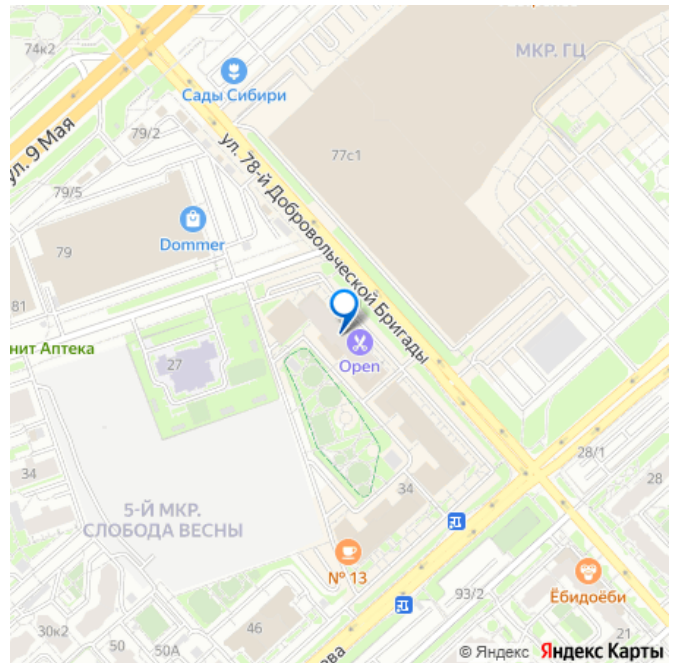 74к2
МКР. ГЦ
Сады Сибири
79/2
77с1
ул. 9 Мая
ул. 78-й Добровольческой Бригады
79/5
Dommer
79
81
нит Аптека
27
Open
34
28/1
28
34
5-Й МКР.
СЛОБОДА ВЕСНЫ
№ 13
93/2
Ёбидоёби
30к2
50
50А
46
21
ова
© Яндекс Яндекс Карты